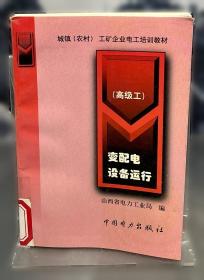 城镇（农村）工矿企业电工培训教材
（高级工）
变配电
设备运行
山西省电力工业局 编
中国电力出版社